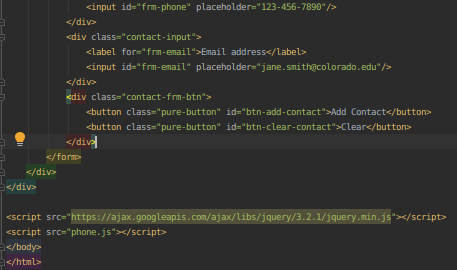 <input id="frm-phone" placeholder="123-456-7890"/>
</div>
<div class="contact-input">
<label for="frm-email">Email address</label>
<input id="frm-email" placeholder="jane.smith@colorado.edu"/>
</div>
<div class="contact-frm-btn">
<button class="pure-button" id="btn-add-contact">Add Contact</button>
<button class="pure-button" id="btn-clear-contact">Clear</button>
</div>
</form>
</div>
</div>
<script src="https://ajax.googleapis.com/ajax/libs/jquery/3.2.1/jquery.min.js"></script>
<script src="phone.js"></script>
</body>
</html>